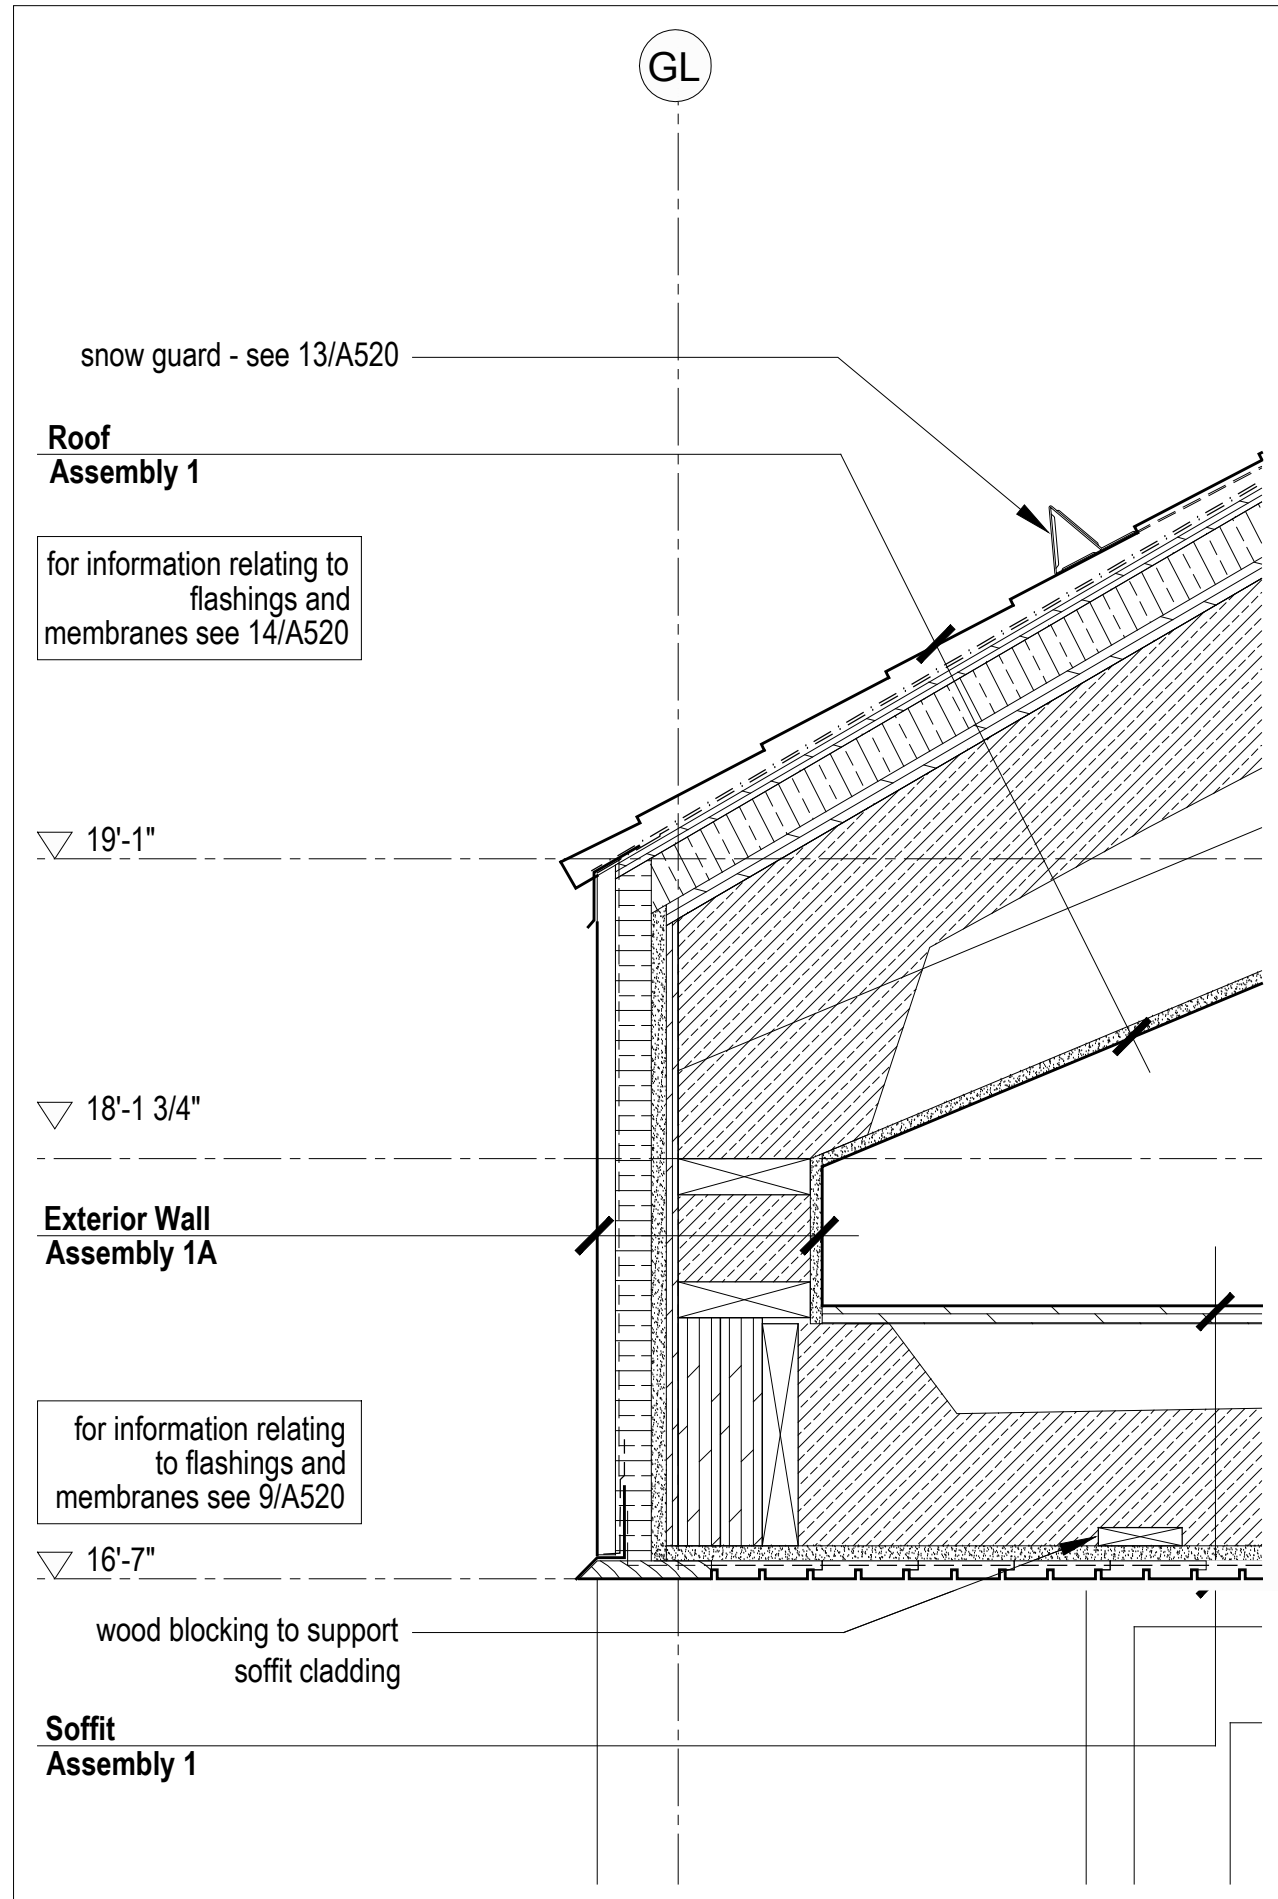 GL
snow guard - see 13/A520
Roof
Assembly 1
for information relating to
flashings and
membranes see 14/A520
19'-1"
18'-1 3/4"
Exterior Wall
Assembly 1A
for information relating
to flashings and
membranes see 9/A520
16'-7"
wood blocking to support
soffit cladding
Soffit
Assembly 1